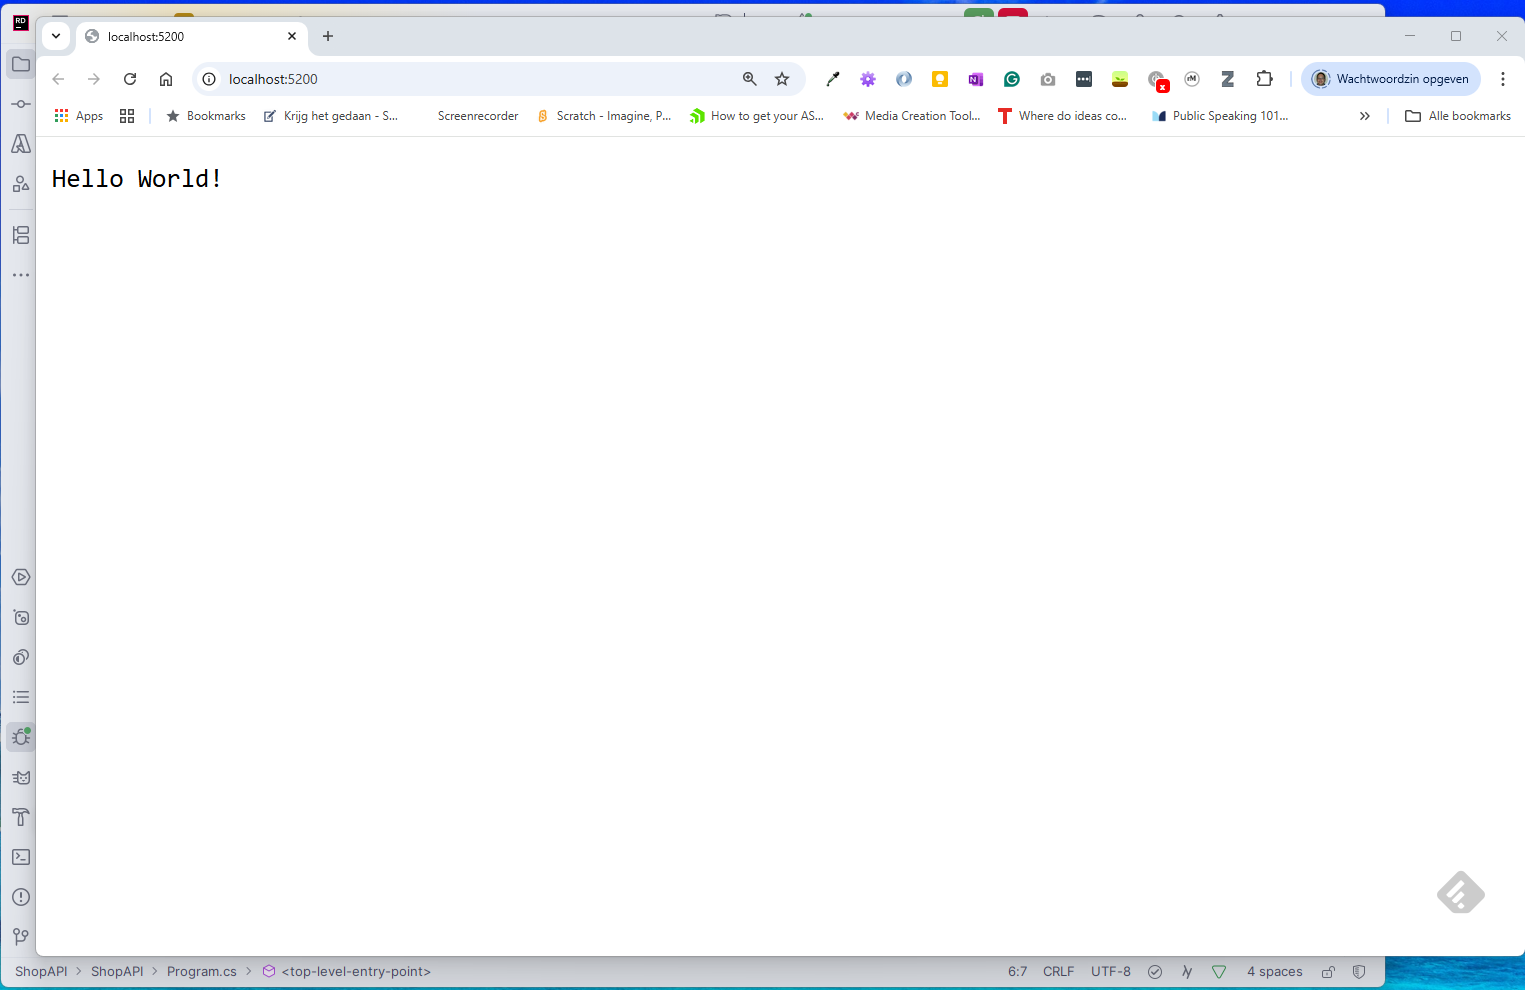 RD
localhost:5200
localhost:5200
Wachtwoordzin opgeven
Apps
Bookmarks
Krijg het gedaan - S...
Screenrecorder
Scratch - Imagine, P...
How to get your AS...
Media Creation Tool...
Where do ideas co...
Public Speaking 101...
Alle bookmarks
Hello World!
ShopAPI > ShopAPI > Program.cs > <top-level-entry-point>
6:7 CRLF UTF-8 4 spaces